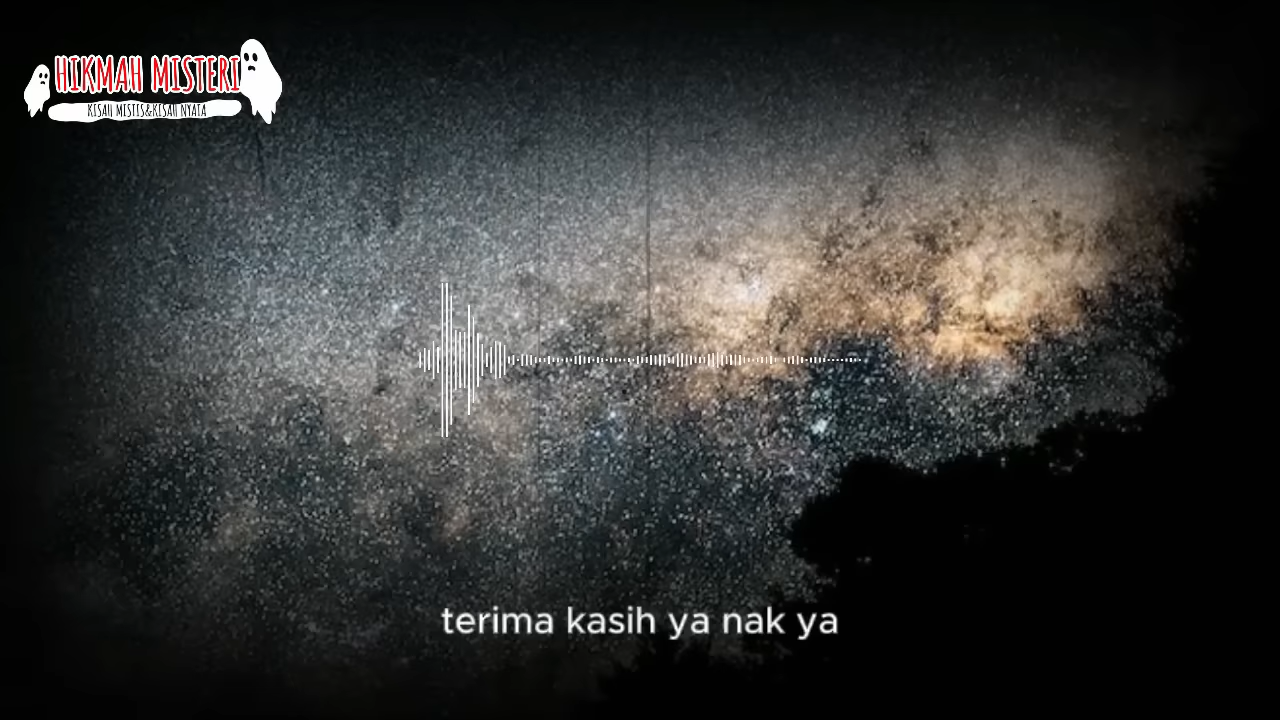 HIKMAH MISTERI
KISAH MISTIS&KISAH NYATA
terima kasih ya nak ya